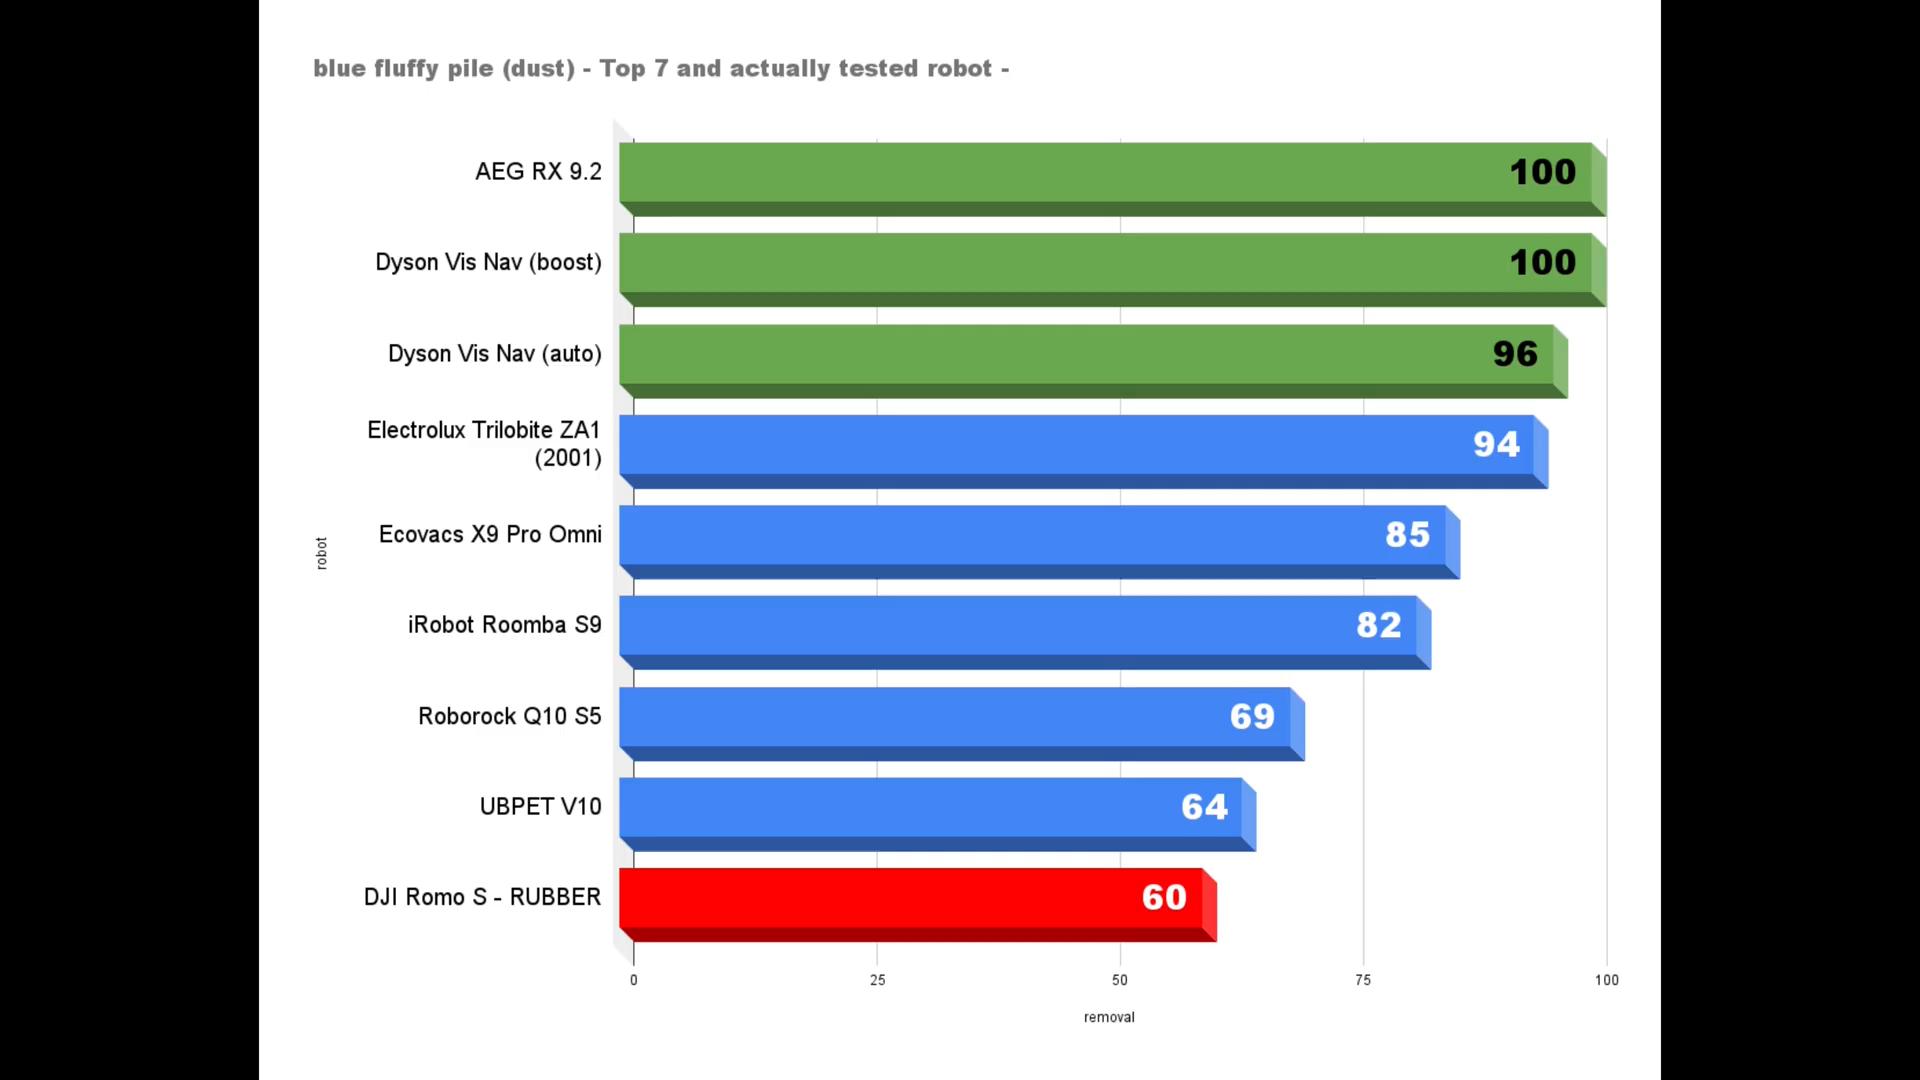 blue fluffy pile (dust) - Top 7 and actually tested robot -
AEG RX 9.2
100
Dyson Vis Nav (boost)
100
Dyson Vis Nav (auto)
96
Electrolux Trilobite ZA1
(2001)
94
Ecovacs X9 Pro Omni
85
iRobot Roomba S9
82
Roborock Q10 S5
69
UBPET V10
64
DJI Romo S - RUBBER
60
robot
0 25 50 75 100
removal